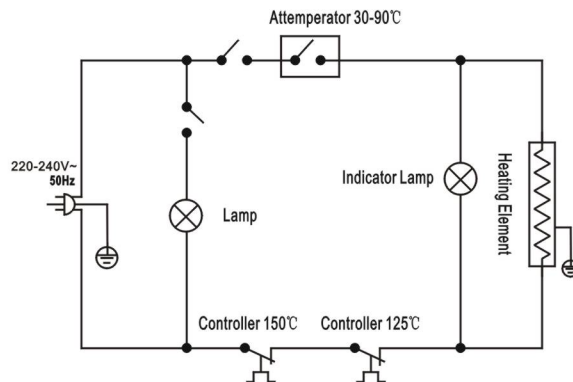 Attemperator 30-90℃
220-240V~
50Hz
Lamp
Indicator Lamp
Heating Element
Controller 150℃
Controller 125℃